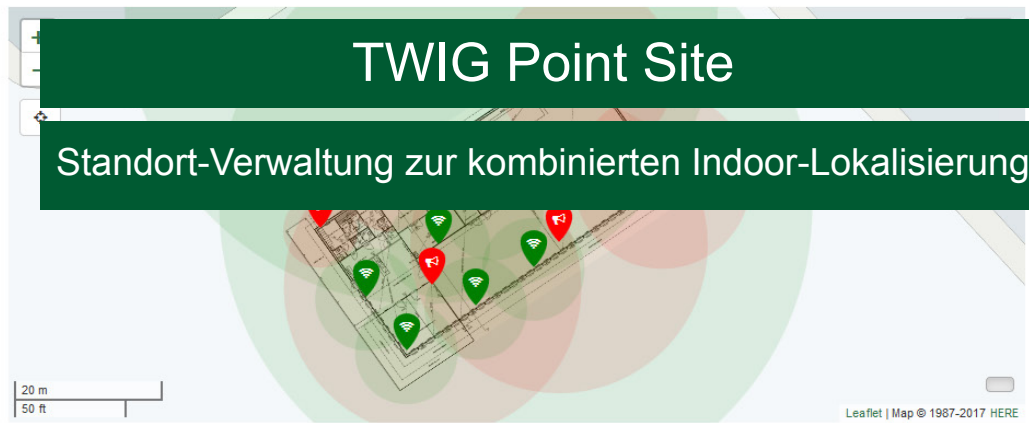 +
TWIG Point Site
−
Standort-Verwaltung zur kombinierten Indoor-Lokalisierung
20 m
50 ft
Leaflet | Map © 1987-2017 HERE